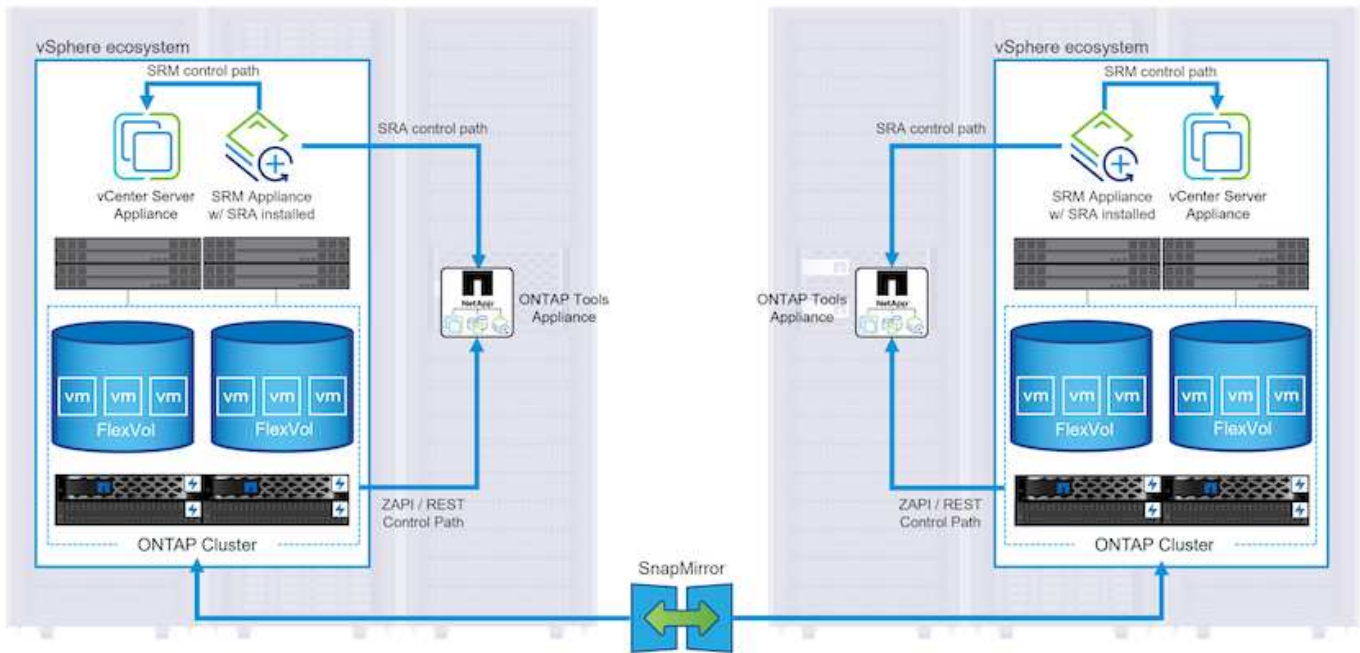 vSphere ecosystem
SRM control path
SRA control path
vCenter Server
Appliance
SRM Appliance
w/ SRA installed
NetApp
ONTAP Tools
Appliance
vm
vm
vm
FlexVol
vm
vm
vm
FlexVol
ZAPI / REST
Control Path
ONTAP Cluster
SnapMirror
vSphere ecosystem
SRM control path
SRA control path
SRM Appliance
w/ SRA installed
vCenter Server
Appliance
ONTAP Tools
Appliance
NetApp
vm
vm
vm
FlexVol
vm
vm
vm
FlexVol
ZAPI / REST
Control Path
ONTAP Cluster